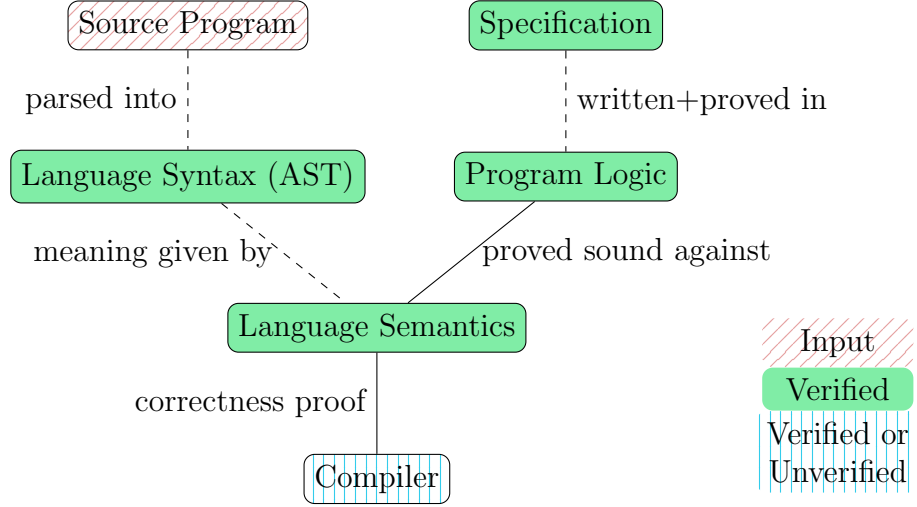 Source Program
Specification
parsed into
written+proved in
Language Syntax (AST)
Program Logic
meaning given by
proved sound against
Language Semantics
correctness proof
Compiler
Input
Verified
Verified or
Unverified